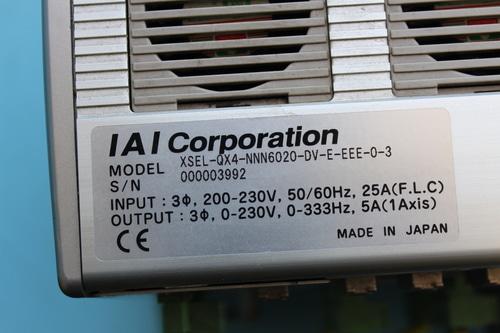 IAI Corporation
MODEL XSEL-QX4-NNN6020-DV-E-EEE-0-3
S/N 000003992
INPUT : 3Φ, 200-230V, 50/60Hz, 25A(F.L.C)
OUTPUT : 3Φ, 0-230V, 0-333Hz, 5A(1Axis)
CE MADE IN JAPAN